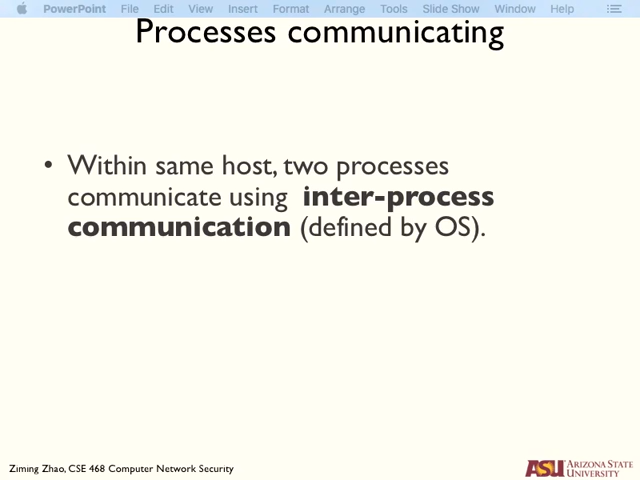 PowerPoint File Edit View Insert Format Arrange Tools Slide Show Window Help
Processes communicating
• Within same host, two processes
communicate using inter-process
communication (defined by OS).
Ziming Zhao, CSE 468 Computer Network Security
ASU ARIZONA STATE
UNIVERSITY